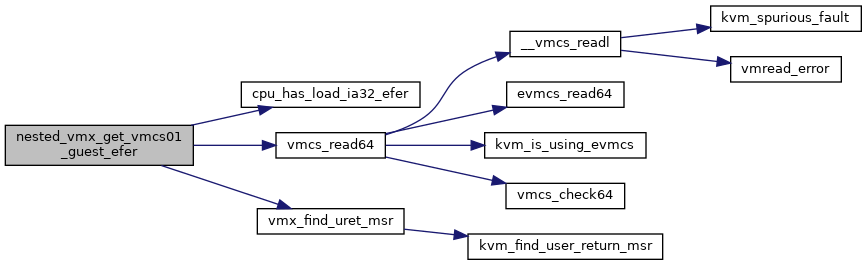 nested_vmx_get_vmcs01
_guest_efer
cpu_has_load_ia32_efer
vmcs_read64
vmx_find_uret_msr
__vmcs_readl
evmcs_read64
kvm_is_using_evmcs
vmcs_check64
kvm_find_user_return_msr
kvm_spurious_fault
vmread_error